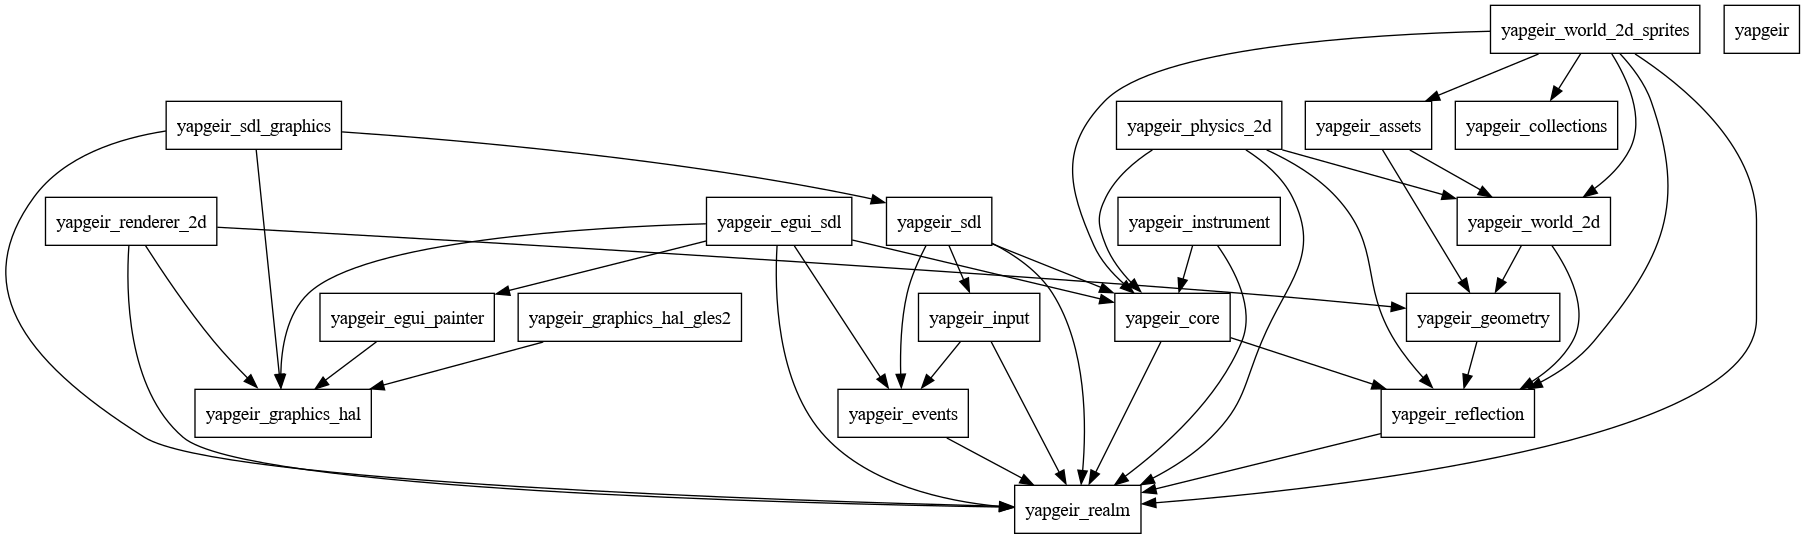 yapgeir_world_2d_sprites
yapgeir
yapgeir_sdl_graphics
yapgeir_physics_2d
yapgeir_assets
yapgeir_collections
yapgeir_renderer_2d
yapgeir_egui_sdl
yapgeir_sdl
yapgeir_instrument
yapgeir_world_2d
yapgeir_egui_painter
yapgeir_graphics_hal_gles2
yapgeir_input
yapgeir_core
yapgeir_geometry
yapgeir_graphics_hal
yapgeir_events
yapgeir_reflection
yapgeir_realm